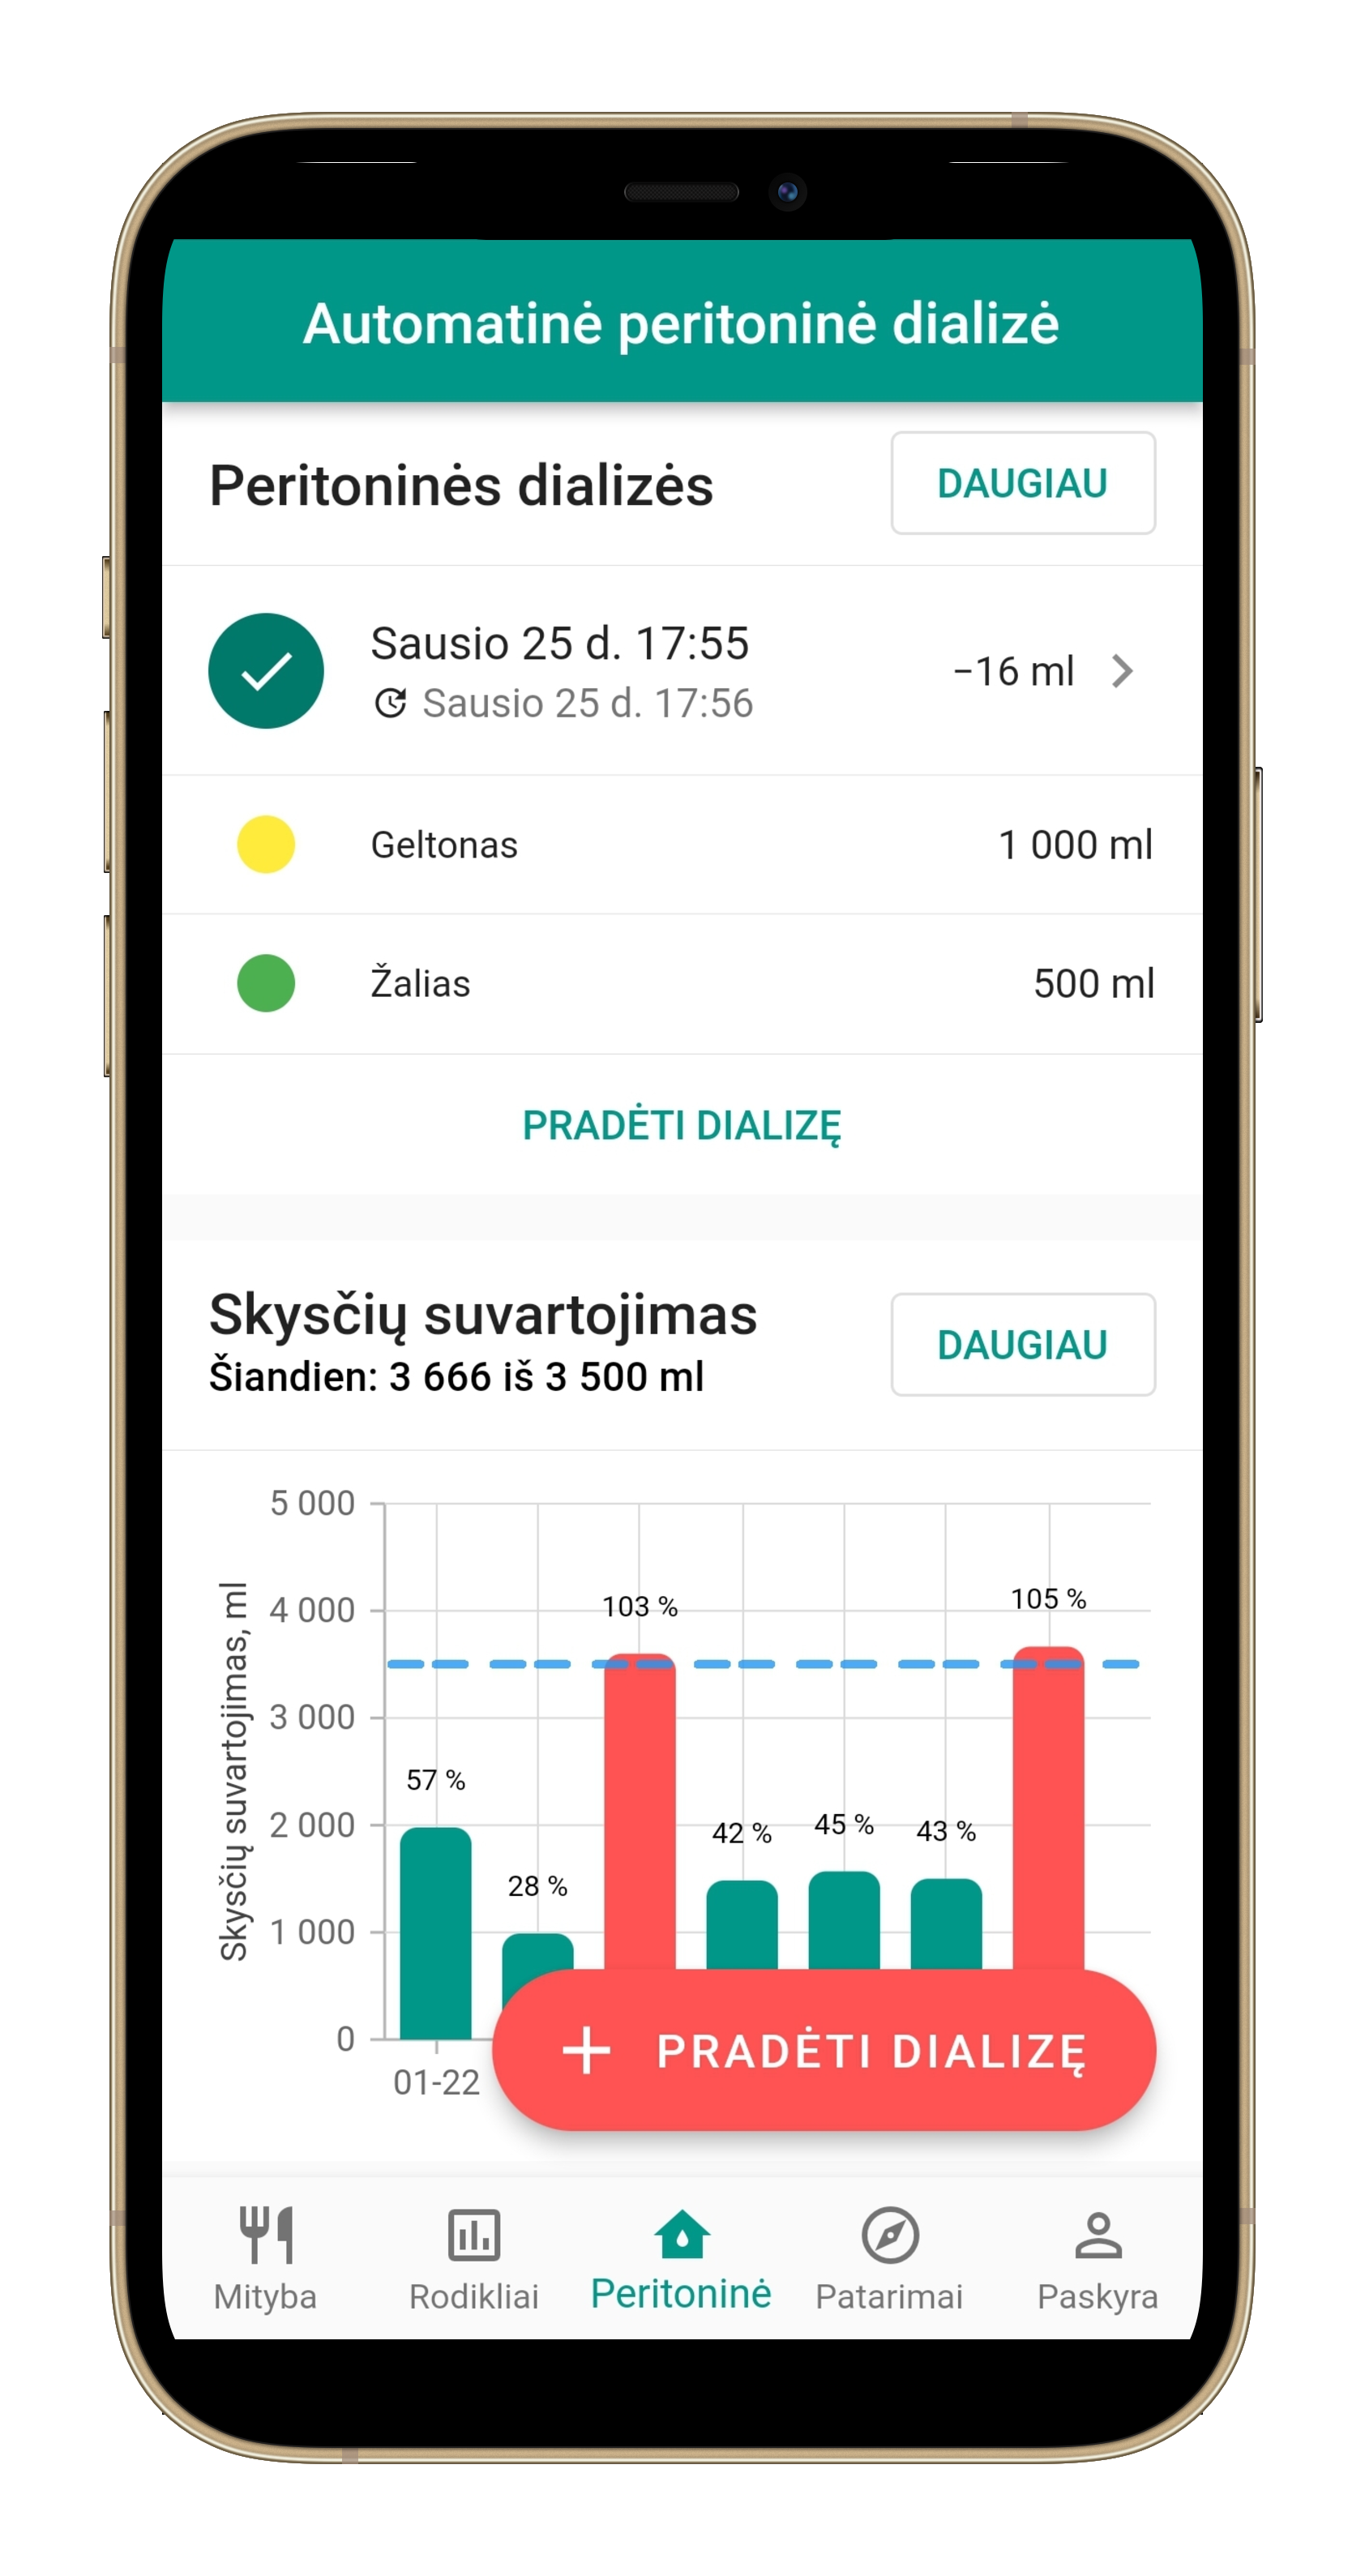 Automatinė peritoninė dializė
Peritoninės dializės
DAUGIAU
Sausio 25 d. 17:55
Sausio 25 d. 17:56
−16 ml
Geltonas
1 000 ml
Žalias
500 ml
PRADĖTI DIALIZĘ
Skysčių suvartojimas
Šiandien: 3 666 iš 3 500 ml
DAUGIAU
Skysčių suvartojimas, ml
5 000
4 000
3 000
2 000
1 000
0
57 %
28 %
103 %
42 %
45 %
43 %
105 %
01-22
PRADĖTI DIALIZĘ
Mityba
Rodikliai
Peritoninė
Patarimai
Paskyra